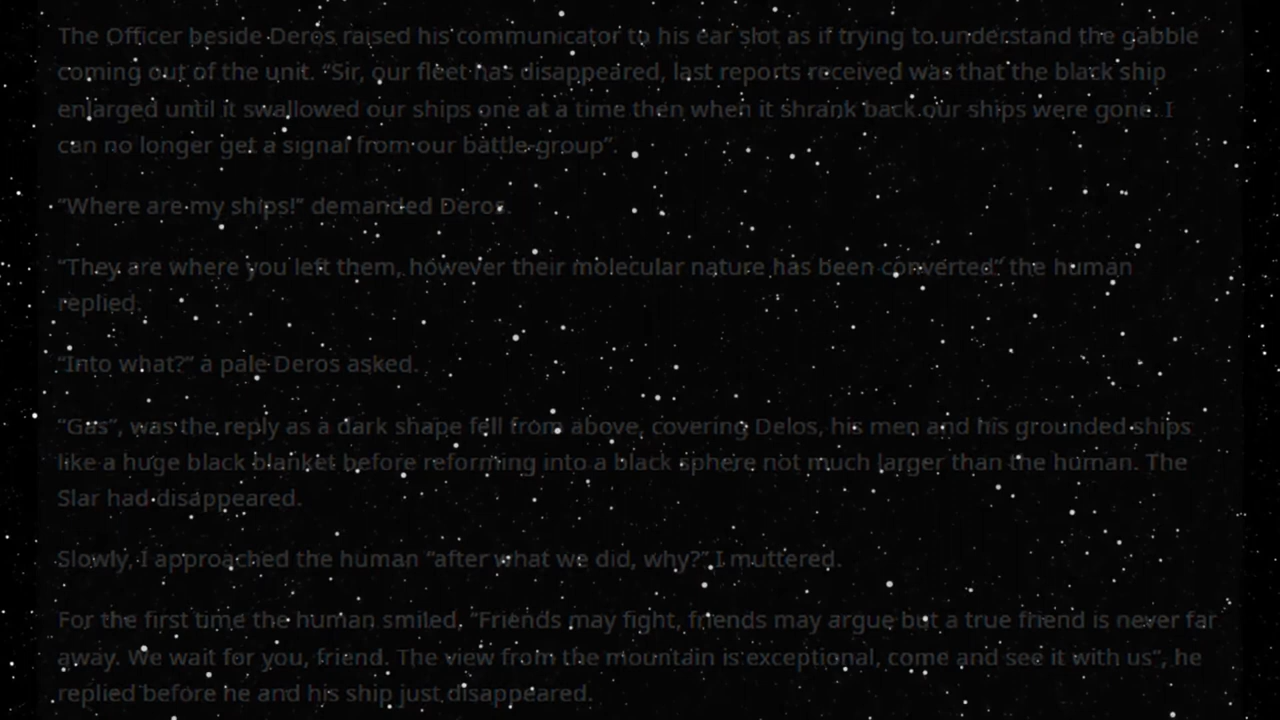 The Officer beside Deros raised his communicator to his ear slot as if trying to understand the gabble
coming out of the unit. “Sir, our fleet has disappeared, last reports received was that the black ship
enlarged until it swallowed our ships one at a time then when it shrank back our ships were gone. I
can no longer get a signal from our battle-group”.
“Where are my ships!” demanded Deros.
“They are where you left them, however their molecular nature has been converted.” the human
replied.
“Into what?” a pale Deros asked.
“Gas”, was the reply as a dark shape fell from above, covering Delos, his men and his grounded ships
like a huge black blanket before reforming into a black sphere not much larger than the human. The
Slar had disappeared.
Slowly, I approached the human “after what we did, why?” I muttered.
For the first time the human smiled, “Friends may fight, friends may argue but a true friend is never far
away. We wait for you, friend. The view from the mountain is exceptional, come and see it with us”, he
replied before he and his ship just disappeared.